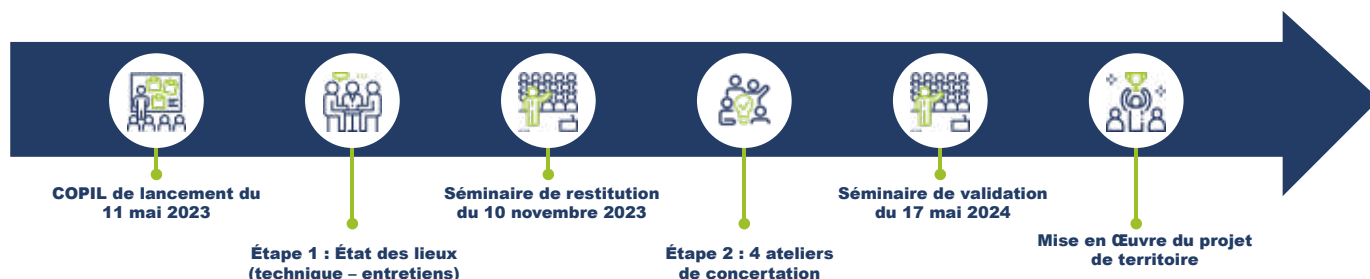 COPIL de lancement du
11 mai 2023
Étape 1 : État des lieux
(technique – entretiens)
Séminaire de restitution
du 10 novembre 2023
Étape 2 : 4 ateliers
de concertation
Séminaire de validation
du 17 mai 2024
Mise en Œuvre du projet
de territoire